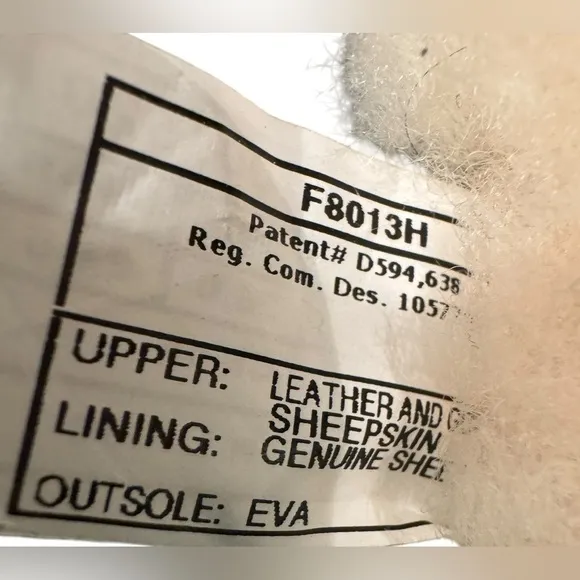 F8013H
Patent# D594,638
Reg. Com. Des. 1057
UPPER: LEATHER AND
SHEEPSKIN
LINING: GENUINE
OUTSOLE: EVA